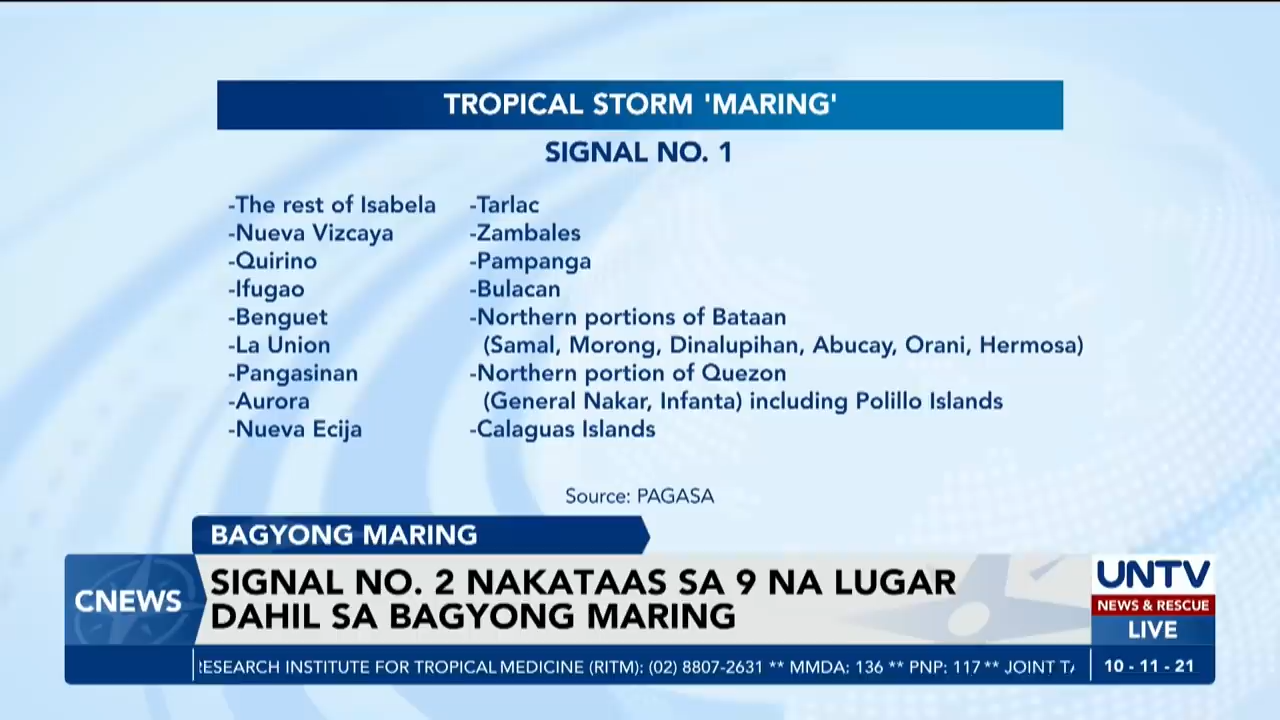 TROPICAL STORM 'MARING'
SIGNAL NO. 1
-The rest of Isabela
-Nueva Vizcaya
-Quirino
-Ifugao
-Benguet
-La Union
-Pangasinan
-Aurora
-Nueva Ecija
-Tarlac
-Zambales
-Pampanga
-Bulacan
-Northern portions of Bataan
(Samal, Morong, Dinalupihan, Abucay, Orani, Hermosa)
-Northern portion of Quezon
(General Nakar, Infanta) including Polillo Islands
-Calaguas Islands
Source: PAGASA
BAGYONG MARING
CNEWS
SIGNAL NO. 2 NAKATAAS SA 9 NA LUGAR
DAHIL SA BAGYONG MARING
UNTV
NEWS & RESCUE
LIVE
INSTITUTE FOR TROPICAL MEDICINE (RITM): (02) 8807-2631 ** MMDA: 136 ** PNP: 117 ** JOINT
10 - 11 - 21